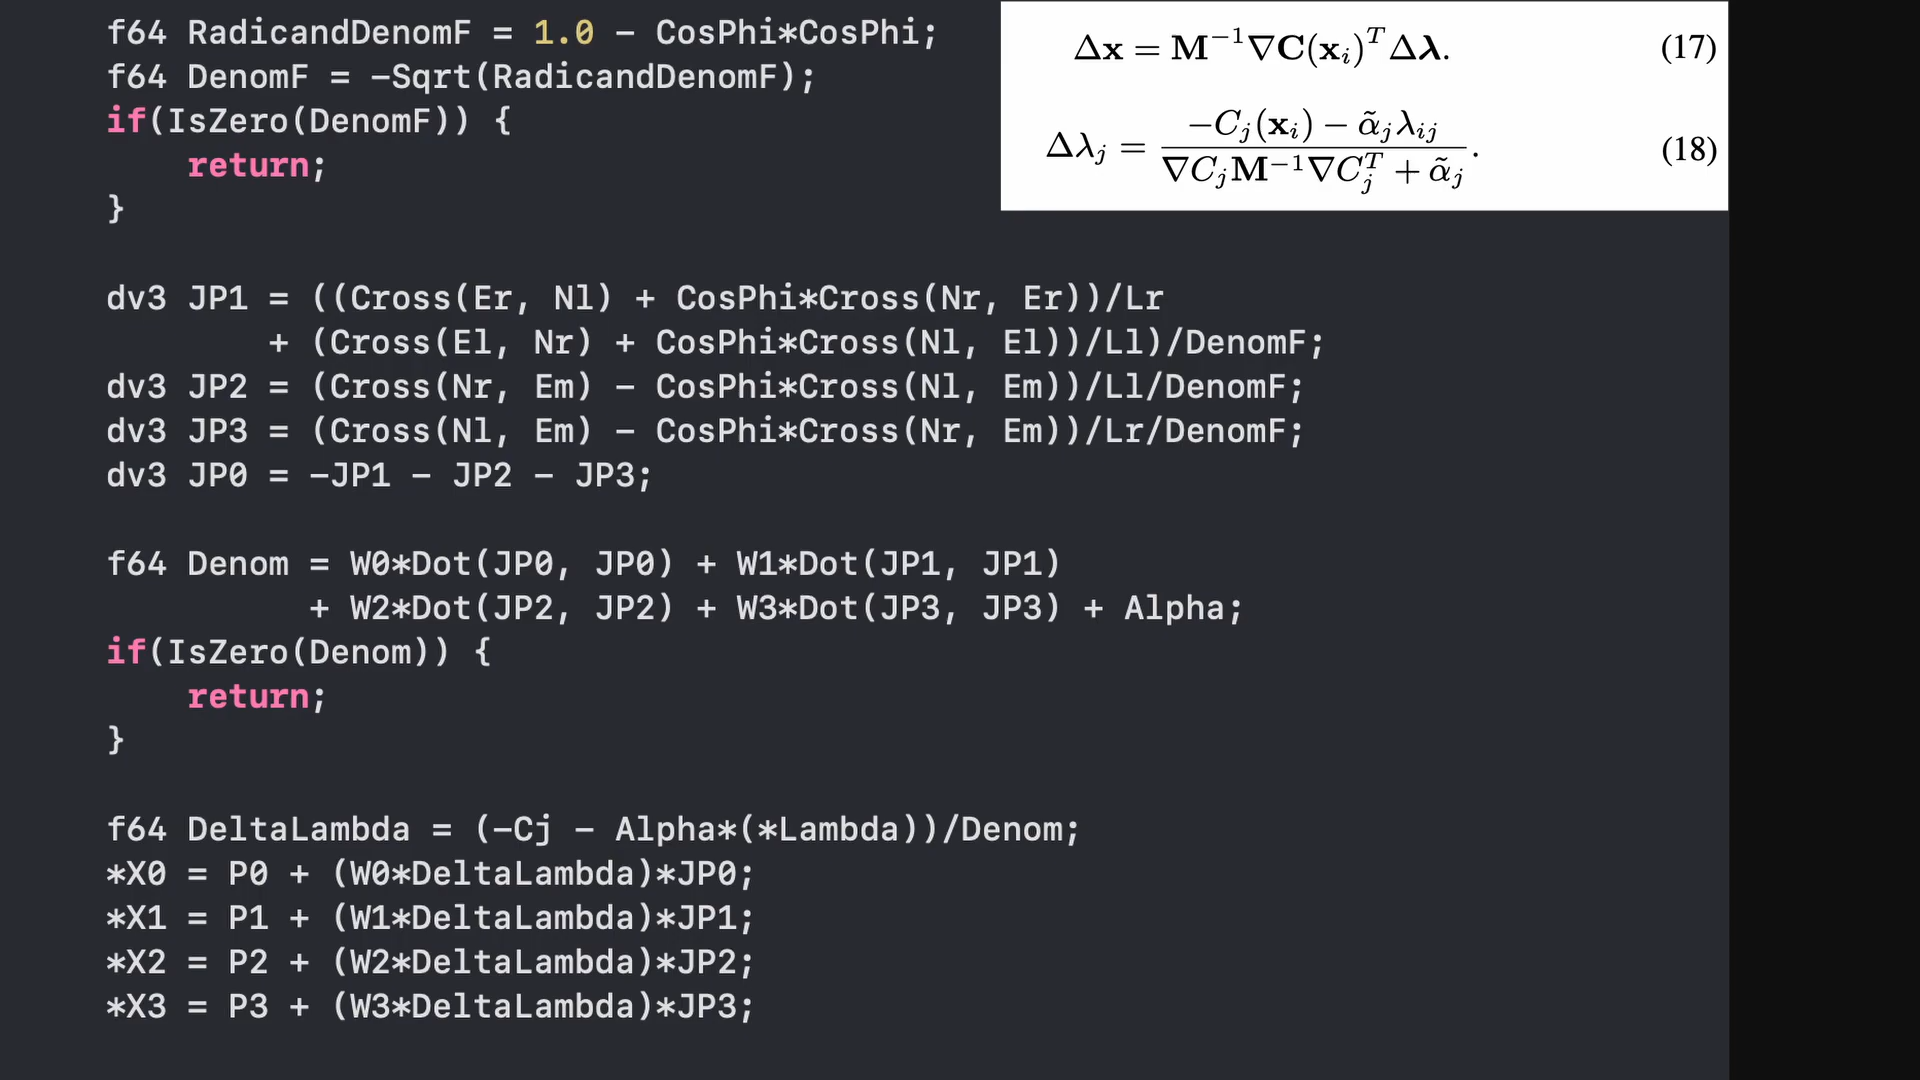 f64 RadicandDenomF = 1.0 - CosPhi*CosPhi;
f64 DenomF = -Sqrt(RadicandDenomF);
if(IsZero(DenomF)) {
return;
}
dv3 JP1 = ((Cross(Er, Nl) + CosPhi*Cross(Nr, Er))/Lr
+ (Cross(El, Nr) + CosPhi*Cross(Nl, El))/Ll)/DenomF;
dv3 JP2 = (Cross(Nr, Em) - CosPhi*Cross(Nl, Em))/Ll/DenomF;
dv3 JP3 = (Cross(Nl, Em) - CosPhi*Cross(Nr, Em))/Lr/DenomF;
dv3 JP0 = -JP1 - JP2 - JP3;
f64 Denom = W0*Dot(JP0, JP0) + W1*Dot(JP1, JP1)
+ W2*Dot(JP2, JP2) + W3*Dot(JP3, JP3) + Alpha;
if(IsZero(Denom)) {
return;
}
f64 DeltaLambda = (-Cj - Alpha*(*Lambda))/Denom;
*X0 = P0 + (W0*DeltaLambda)*JP0;
*X1 = P1 + (W1*DeltaLambda)*JP1;
*X2 = P2 + (W2*DeltaLambda)*JP2;
*X3 = P3 + (W3*DeltaLambda)*JP3;
Δx = M⁻¹∇C(xᵢ)ᵀΔλ. (17)
Δλⱼ = (−Cⱼ(xᵢ) − α̃ⱼλᵢⱼ) / (∇CⱼM⁻¹∇Cⱼᵀ + α̃ⱼ). (18)